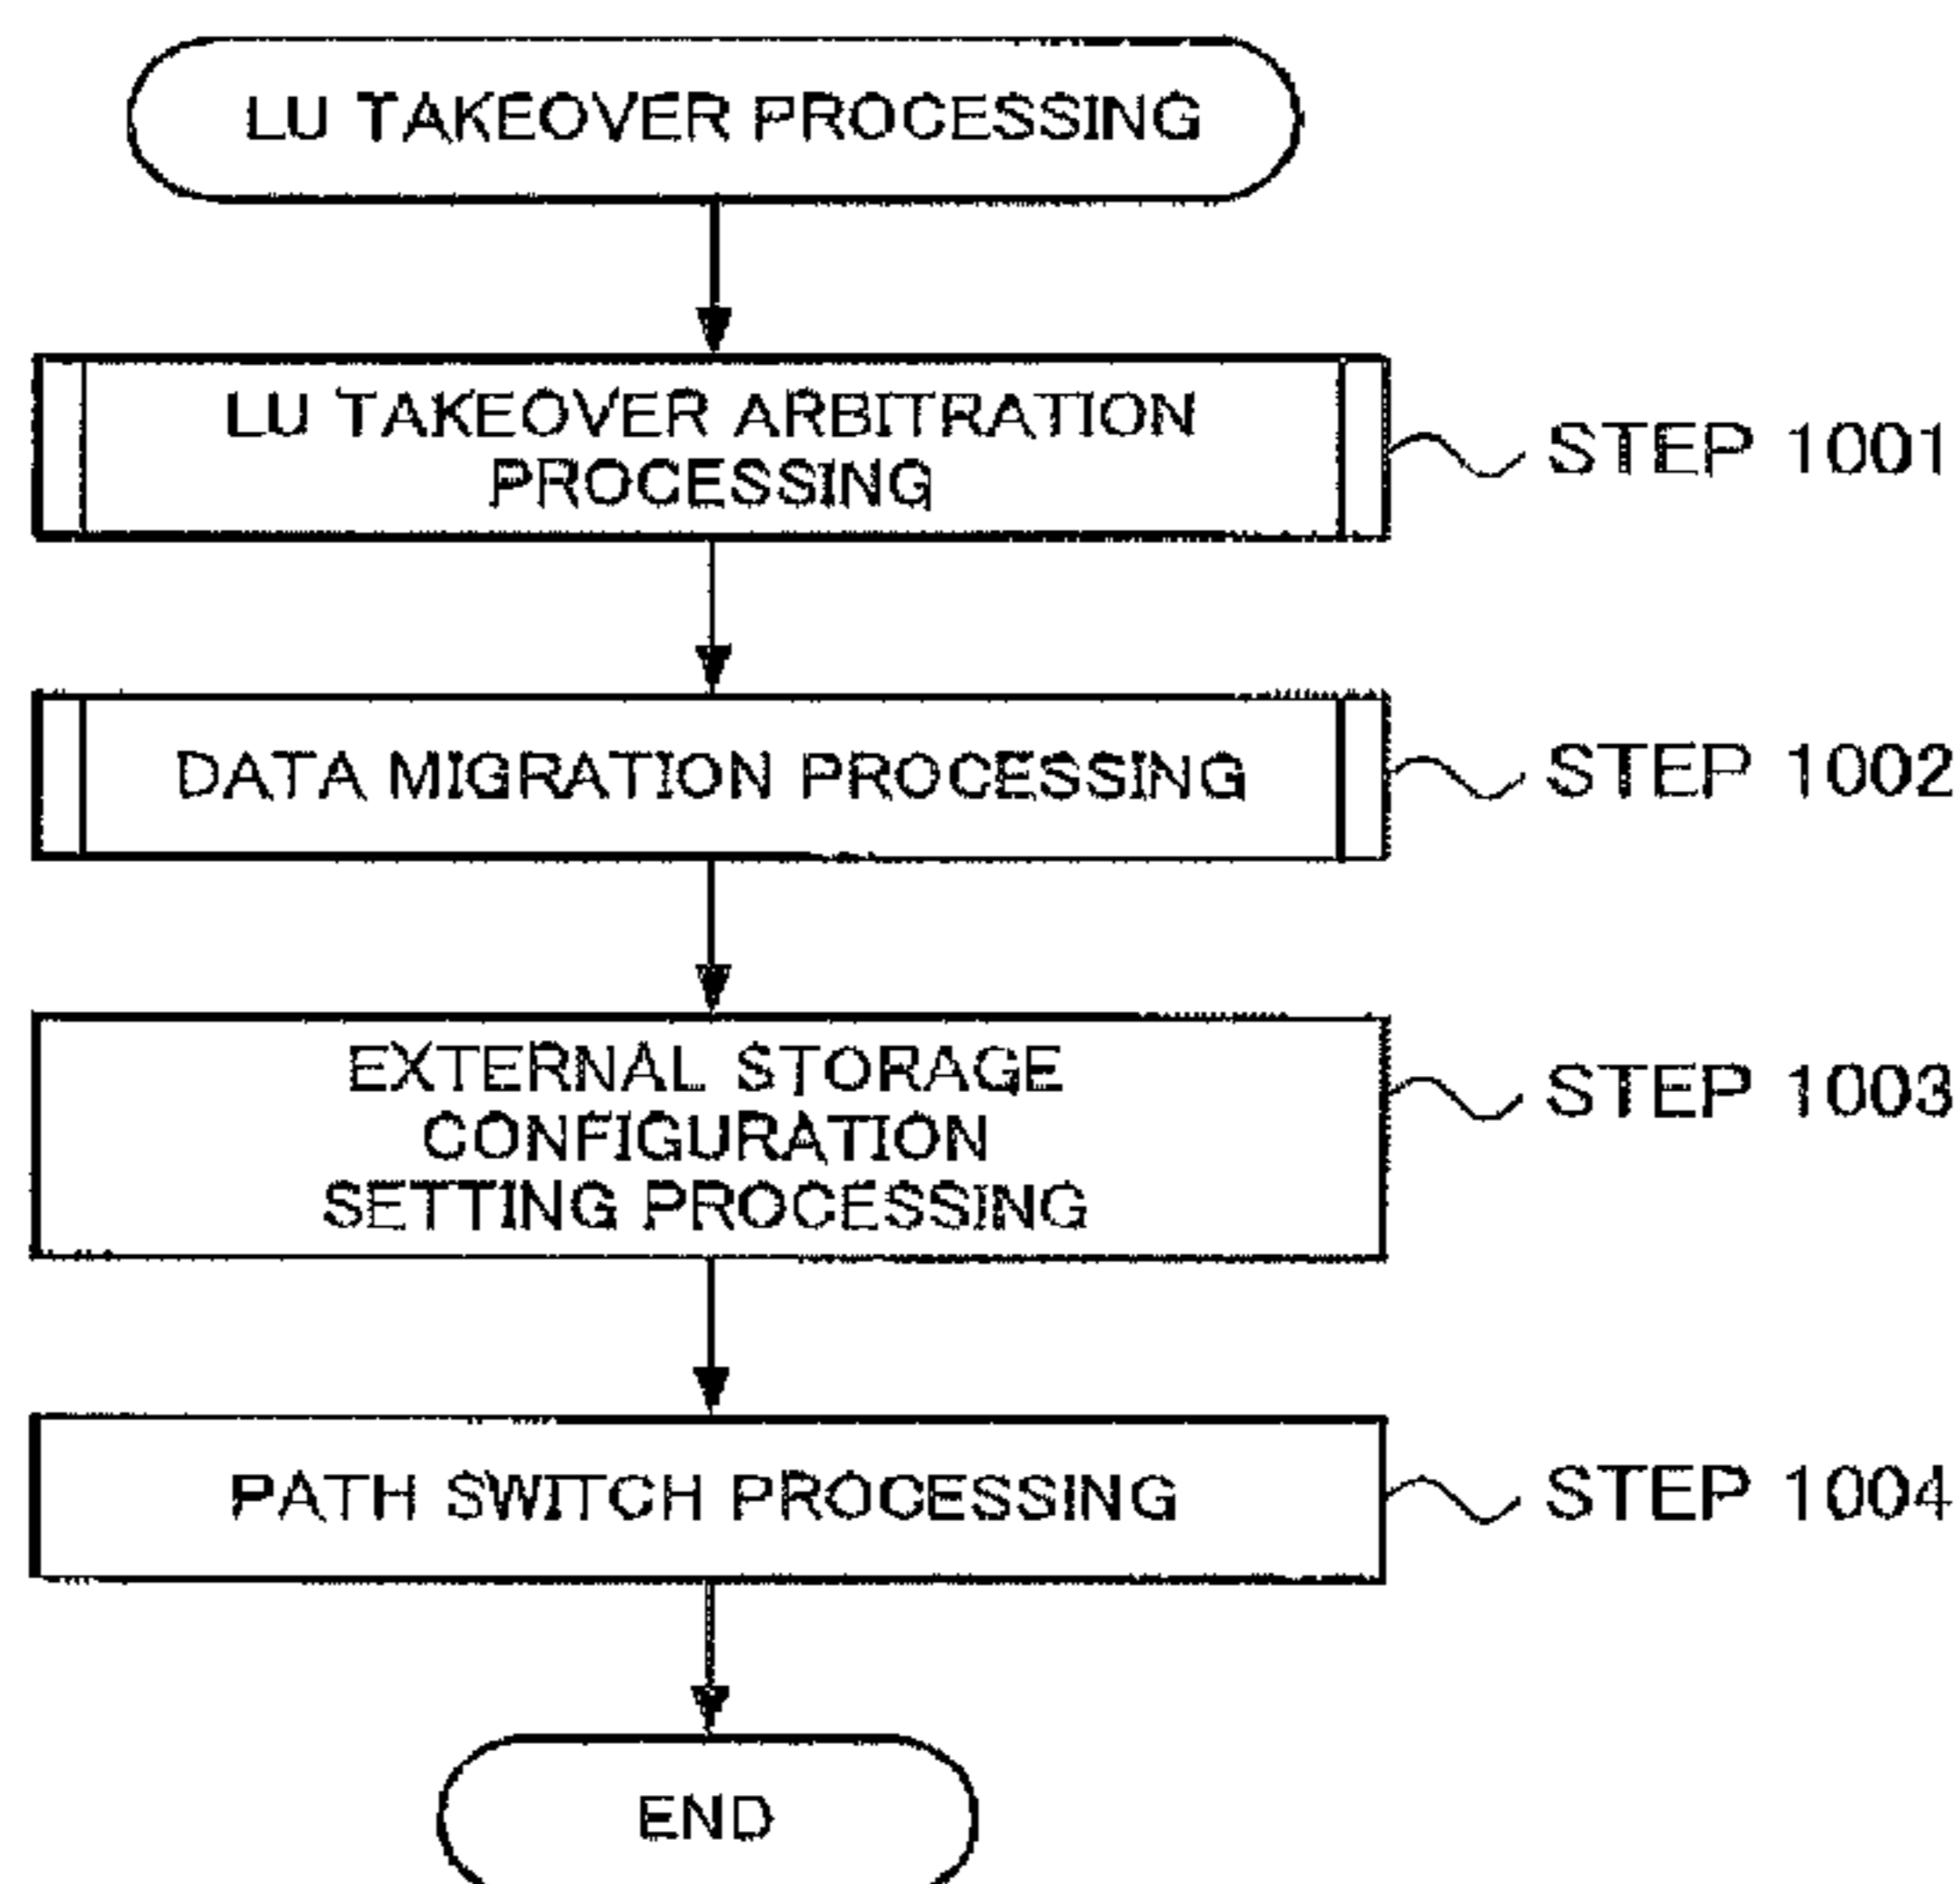 LU TAKEOVER PROCESSING
LU TAKEOVER ARBITRATION
PROCESSING
STEP 1001
DATA MIGRATION PROCESSING
STEP 1002
EXTERNAL STORAGE
CONFIGURATION
SETTING PROCESSING
STEP 1003
PATH SWITCH PROCESSING
STEP 1004
END